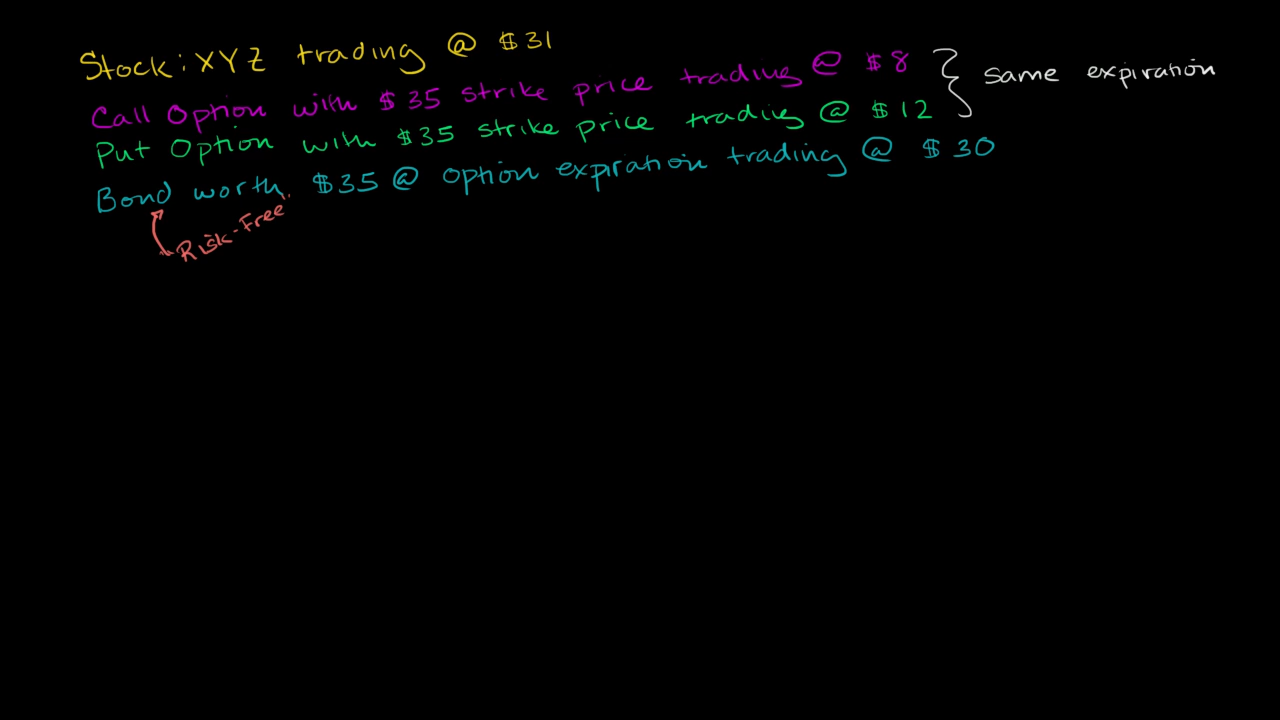 Stock: XYZ trading @ $31
Call Option with $35 strike price trading @ $8
Put Option with $35 strike price trading @ $12
same expiration
Bond worth $35 @ option expiration trading @ $30
Risk-Free